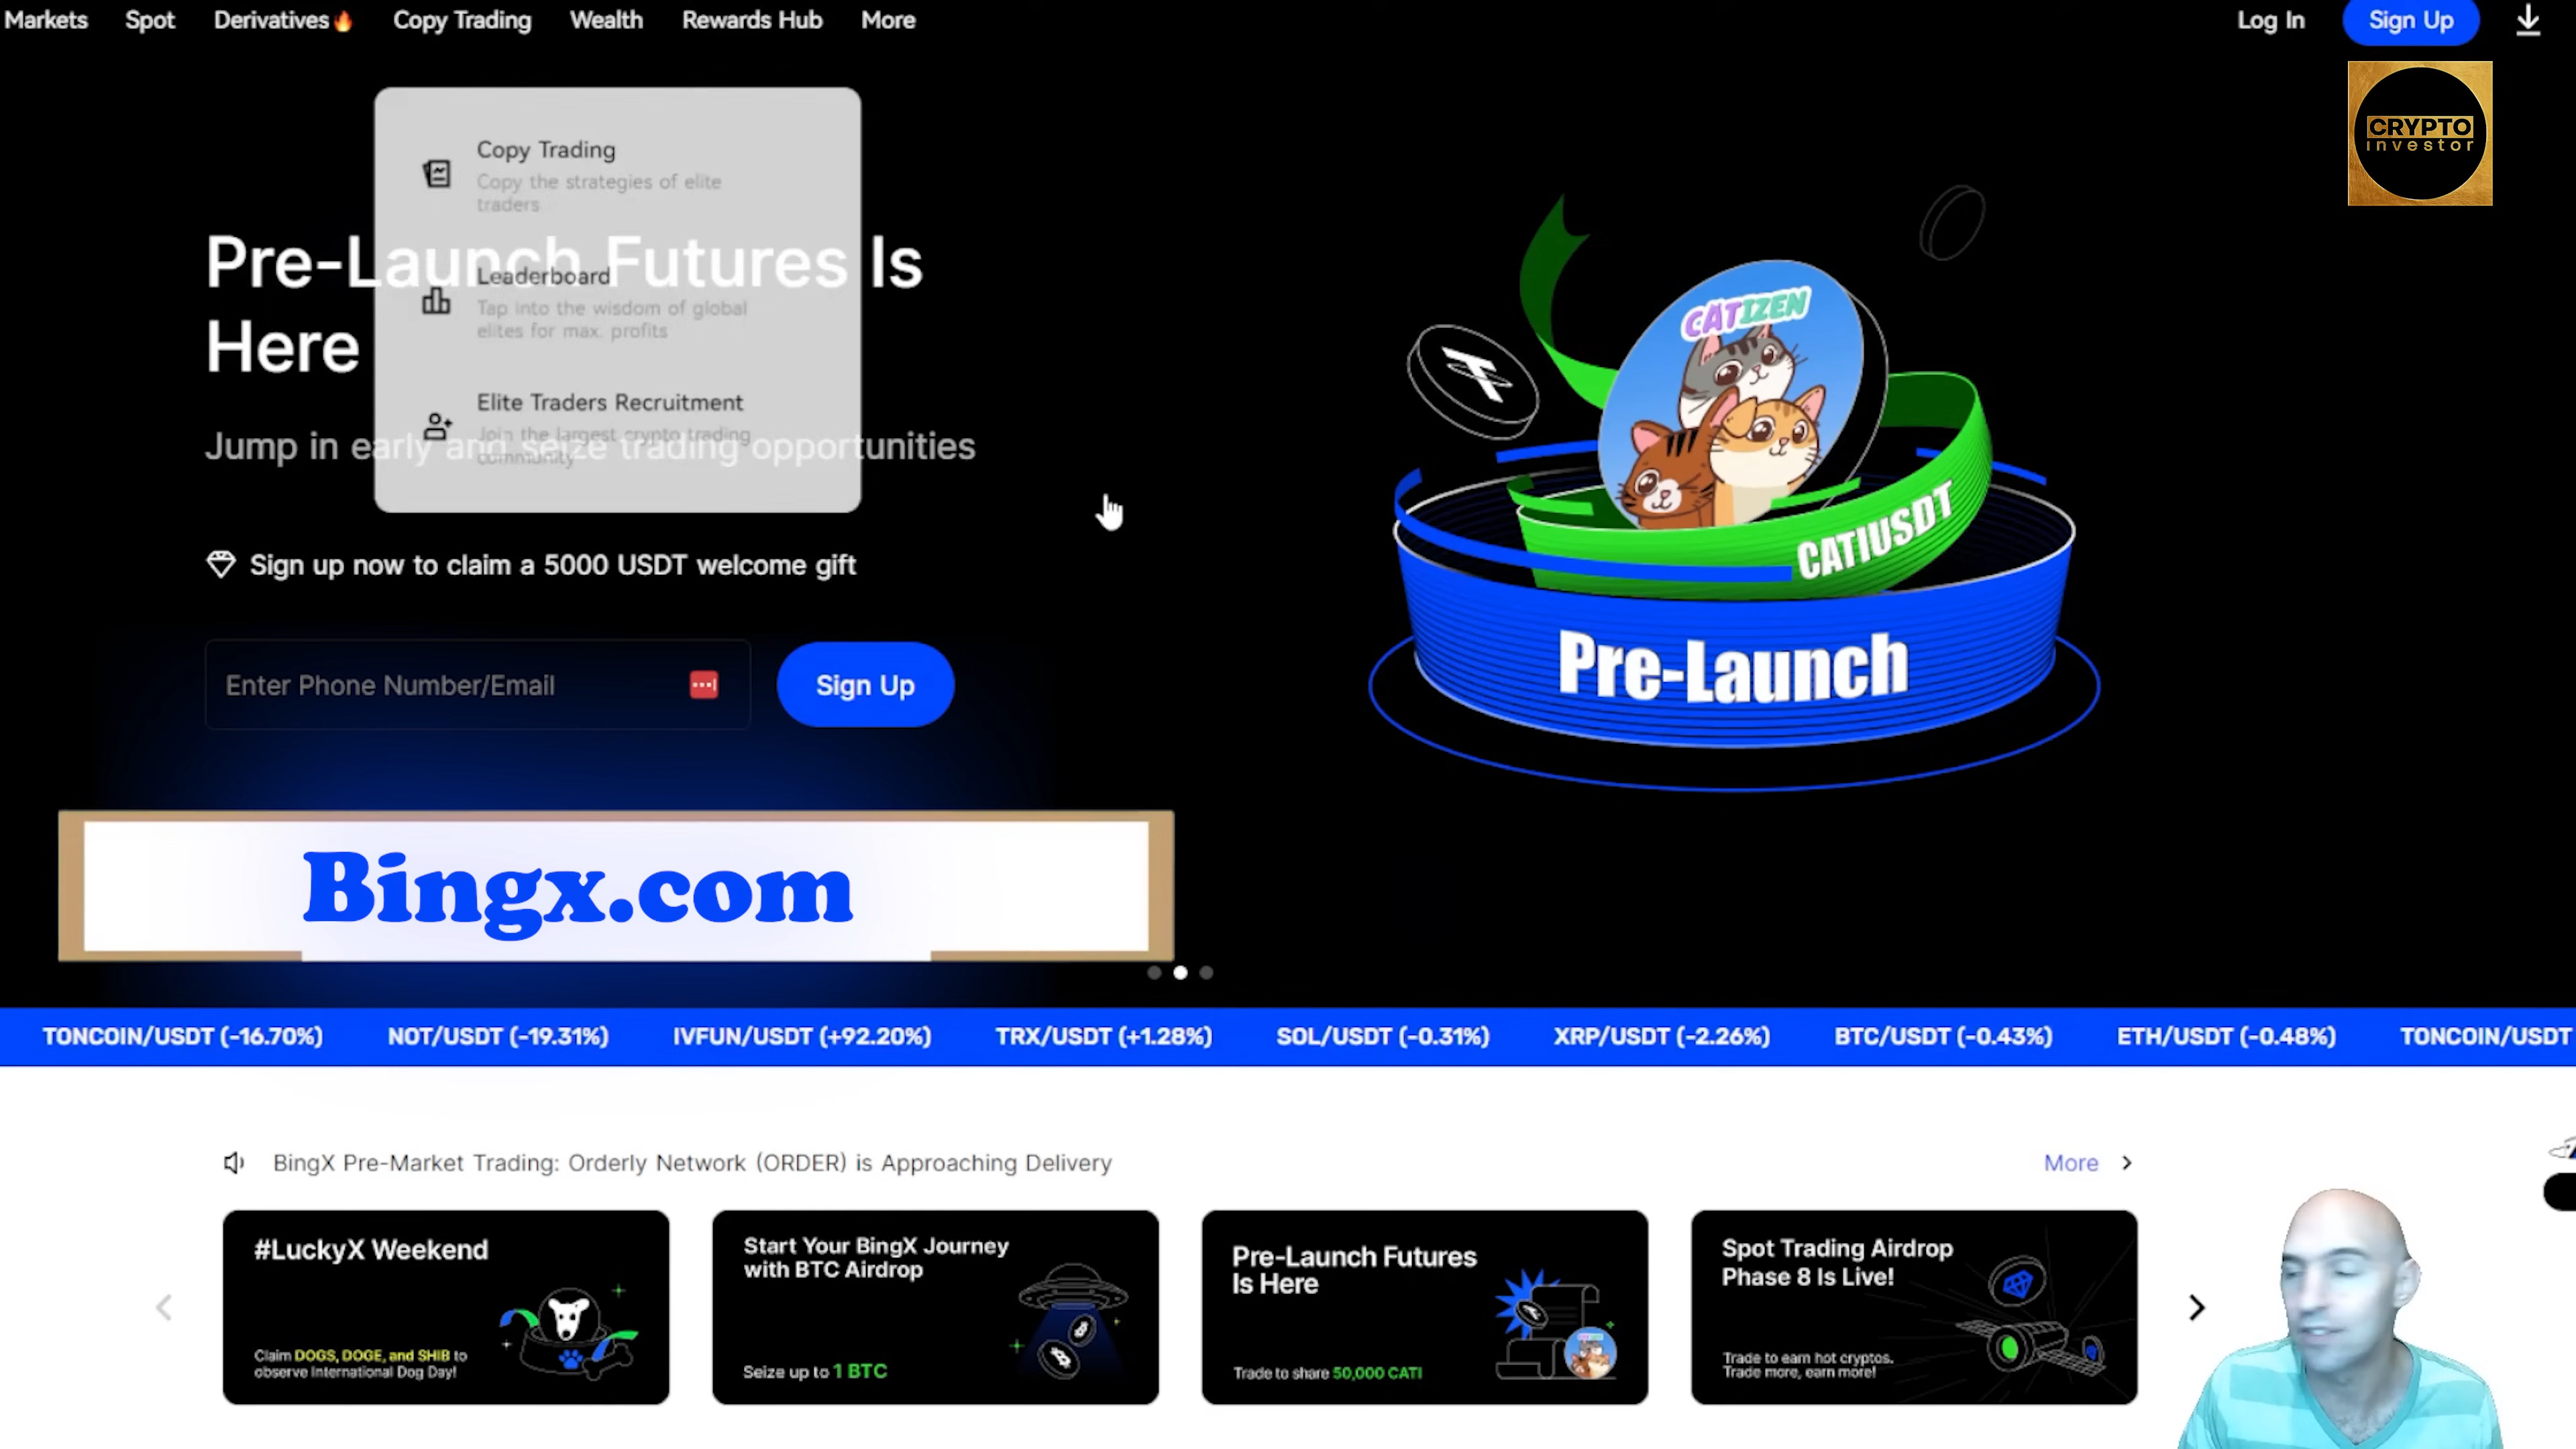 Markets Spot Derivatives Copy Trading Wealth Rewards Hub More Log In Sign Up
CRYPTO
investor
Copy Trading
Copy the strategies of elite
traders
Pre-Launch Futures Is
Here
Leaderboard
Tap into the wisdom of global
elites for max. profits
Elite Traders Recruitment
Join the largest crypto trading
community
Jump in early and seize trading opportunities
Sign up now to claim a 5000 USDT welcome gift
Enter Phone Number/Email
Sign Up
CATIZEN
CATIUSDT
Pre-Launch
Bingx.com
TONCOIN/USDT (-16.70%) NOT/USDT (-19.31%) IVFUN/USDT (+92.20%) TRX/USDT (+1.28%) SOL/USDT (-0.31%) XRP/USDT (-2.26%) BTC/USDT (-0.43%) ETH/USDT (-0.48%) TONCOIN/USDT
BingX Pre-Market Trading: Orderly Network (ORDER) is Approaching Delivery
More
#LuckyX Weekend
Claim DOGS, DOGE, and SHIB to
observe International Dog Day!
Start Your BingX Journey
with BTC Airdrop
Seize up to 1 BTC
Pre-Launch Futures
Is Here
Trade to share 50,000 CATI
Spot Trading Airdrop
Phase 8 Is Live!
Trade to earn hot cryptos.
Trade more, earn more!